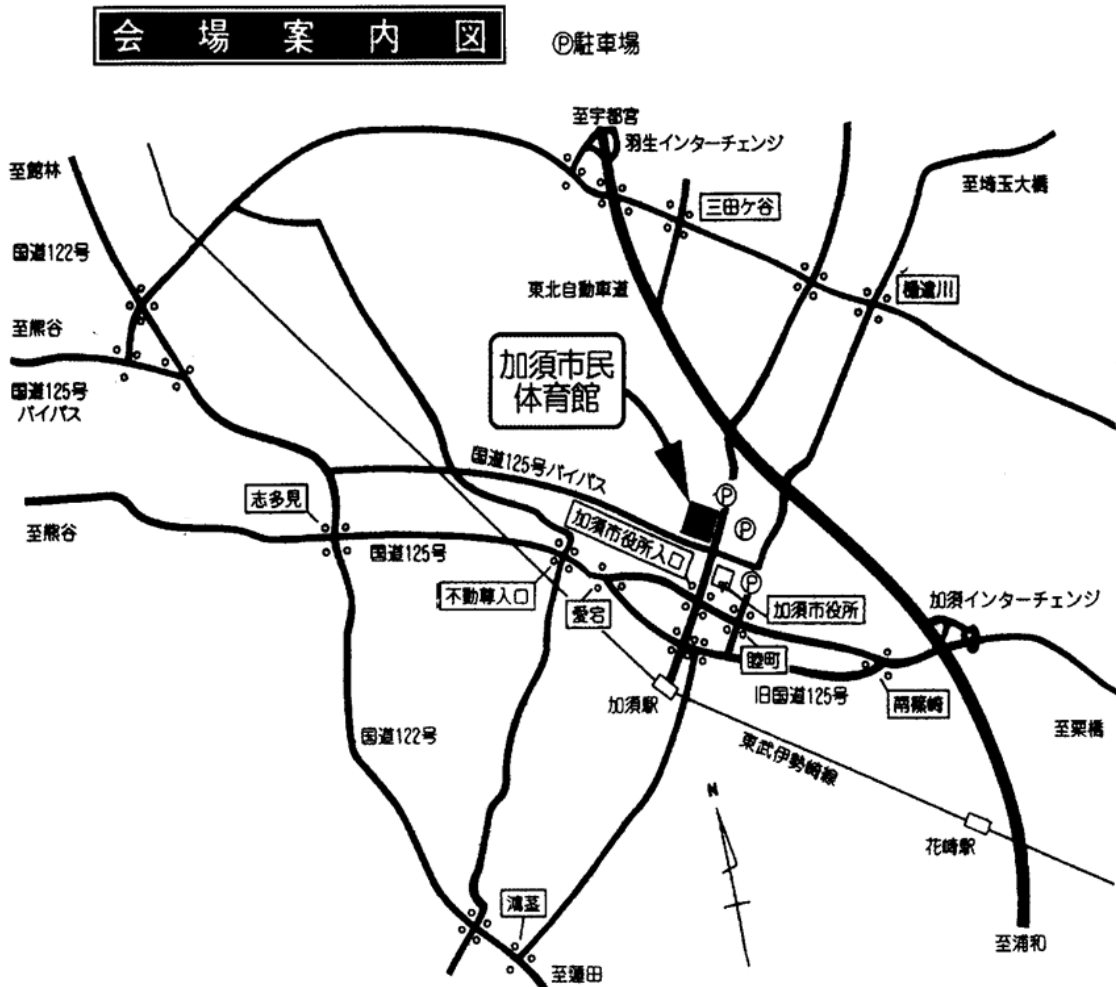 会場案内図
Ⓟ駐車場
至宇都宮
羽生インターチェンジ
至館林
三田ケ谷
至埼玉大橋
国道122号
東北自動車道
樋遣川
至熊谷
加須市民
体育館
国道125号
バイパス
国道125号バイパス
志多見
Ⓟ
Ⓟ
至熊谷
国道125号
加須市役所入口
不動尊入口
Ⓟ
愛宕
加須市役所
加須インターチェンジ
睦町
加須駅
旧国道125号
南篠崎
国道122号
東武伊勢崎線
至栗橋
N
花崎駅
鴻茎
至浦和
至蓮田